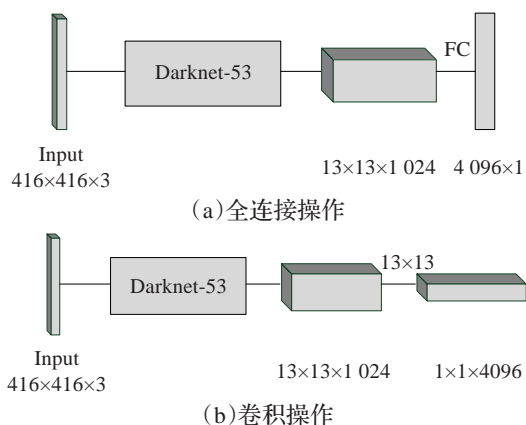 FC
Darknet-53
Input
416×416×3
13×13×1 024
4 096×1
(a)全连接操作
13×13
Darknet-53
Input
416×416×3
13×13×1 024
1×1×4096
(b)卷积操作